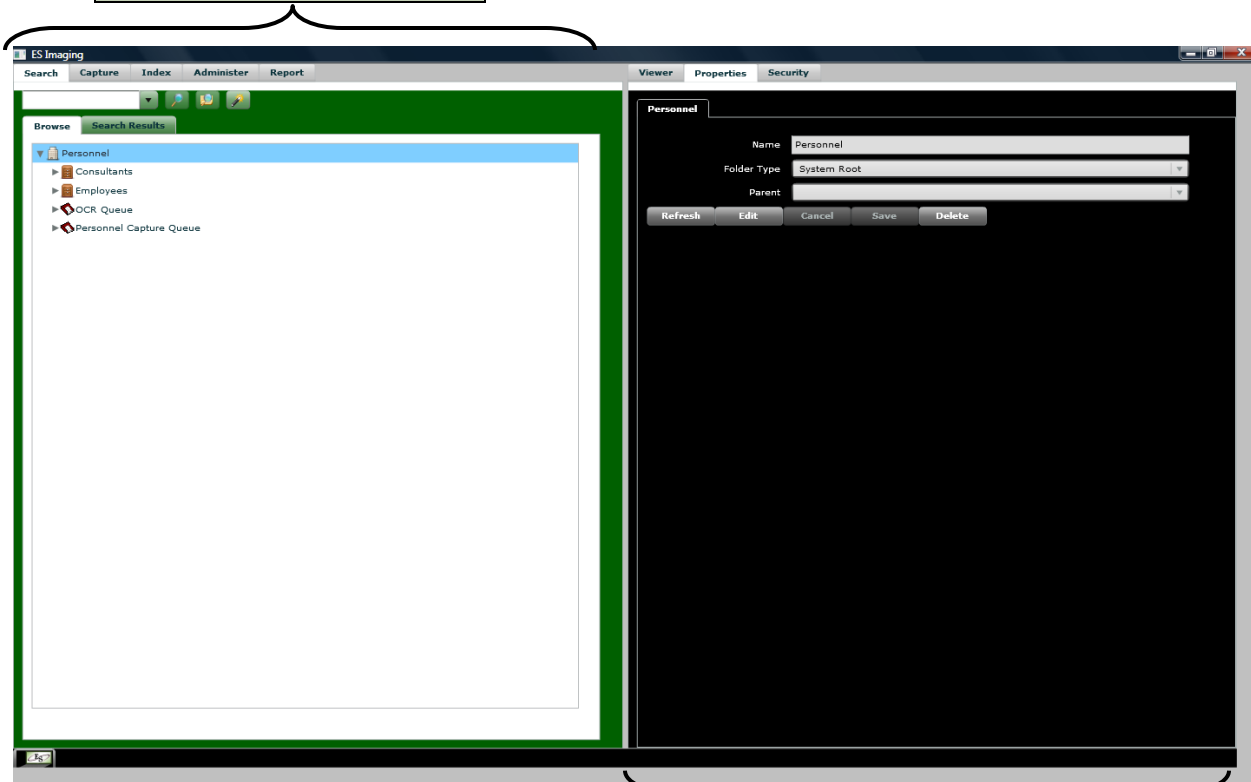 ES Imaging
Search Capture Index Administer Report
Viewer Properties Security
Browse Search Results
Personnel
Consultants
Employees
OCR Queue
Personnel Capture Queue
Personnel
Name Personnel
Folder Type System Root
Parent
Refresh Edit Cancel Save Delete